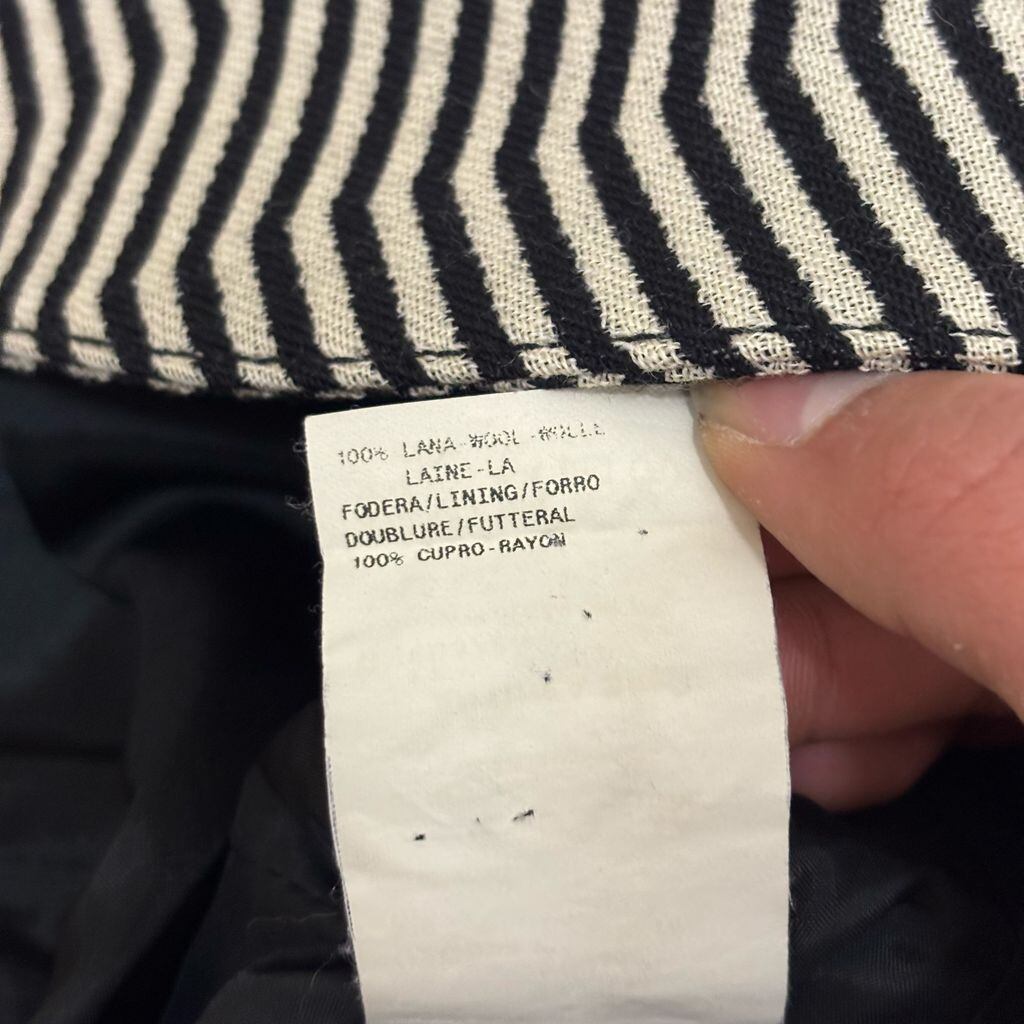 100% LANA-WOOL-WOLLE
LAINE-LA
FODERA/LINING/FORRO
DOUBLURE/FUTTERAL
100% CUPRO-RAYON